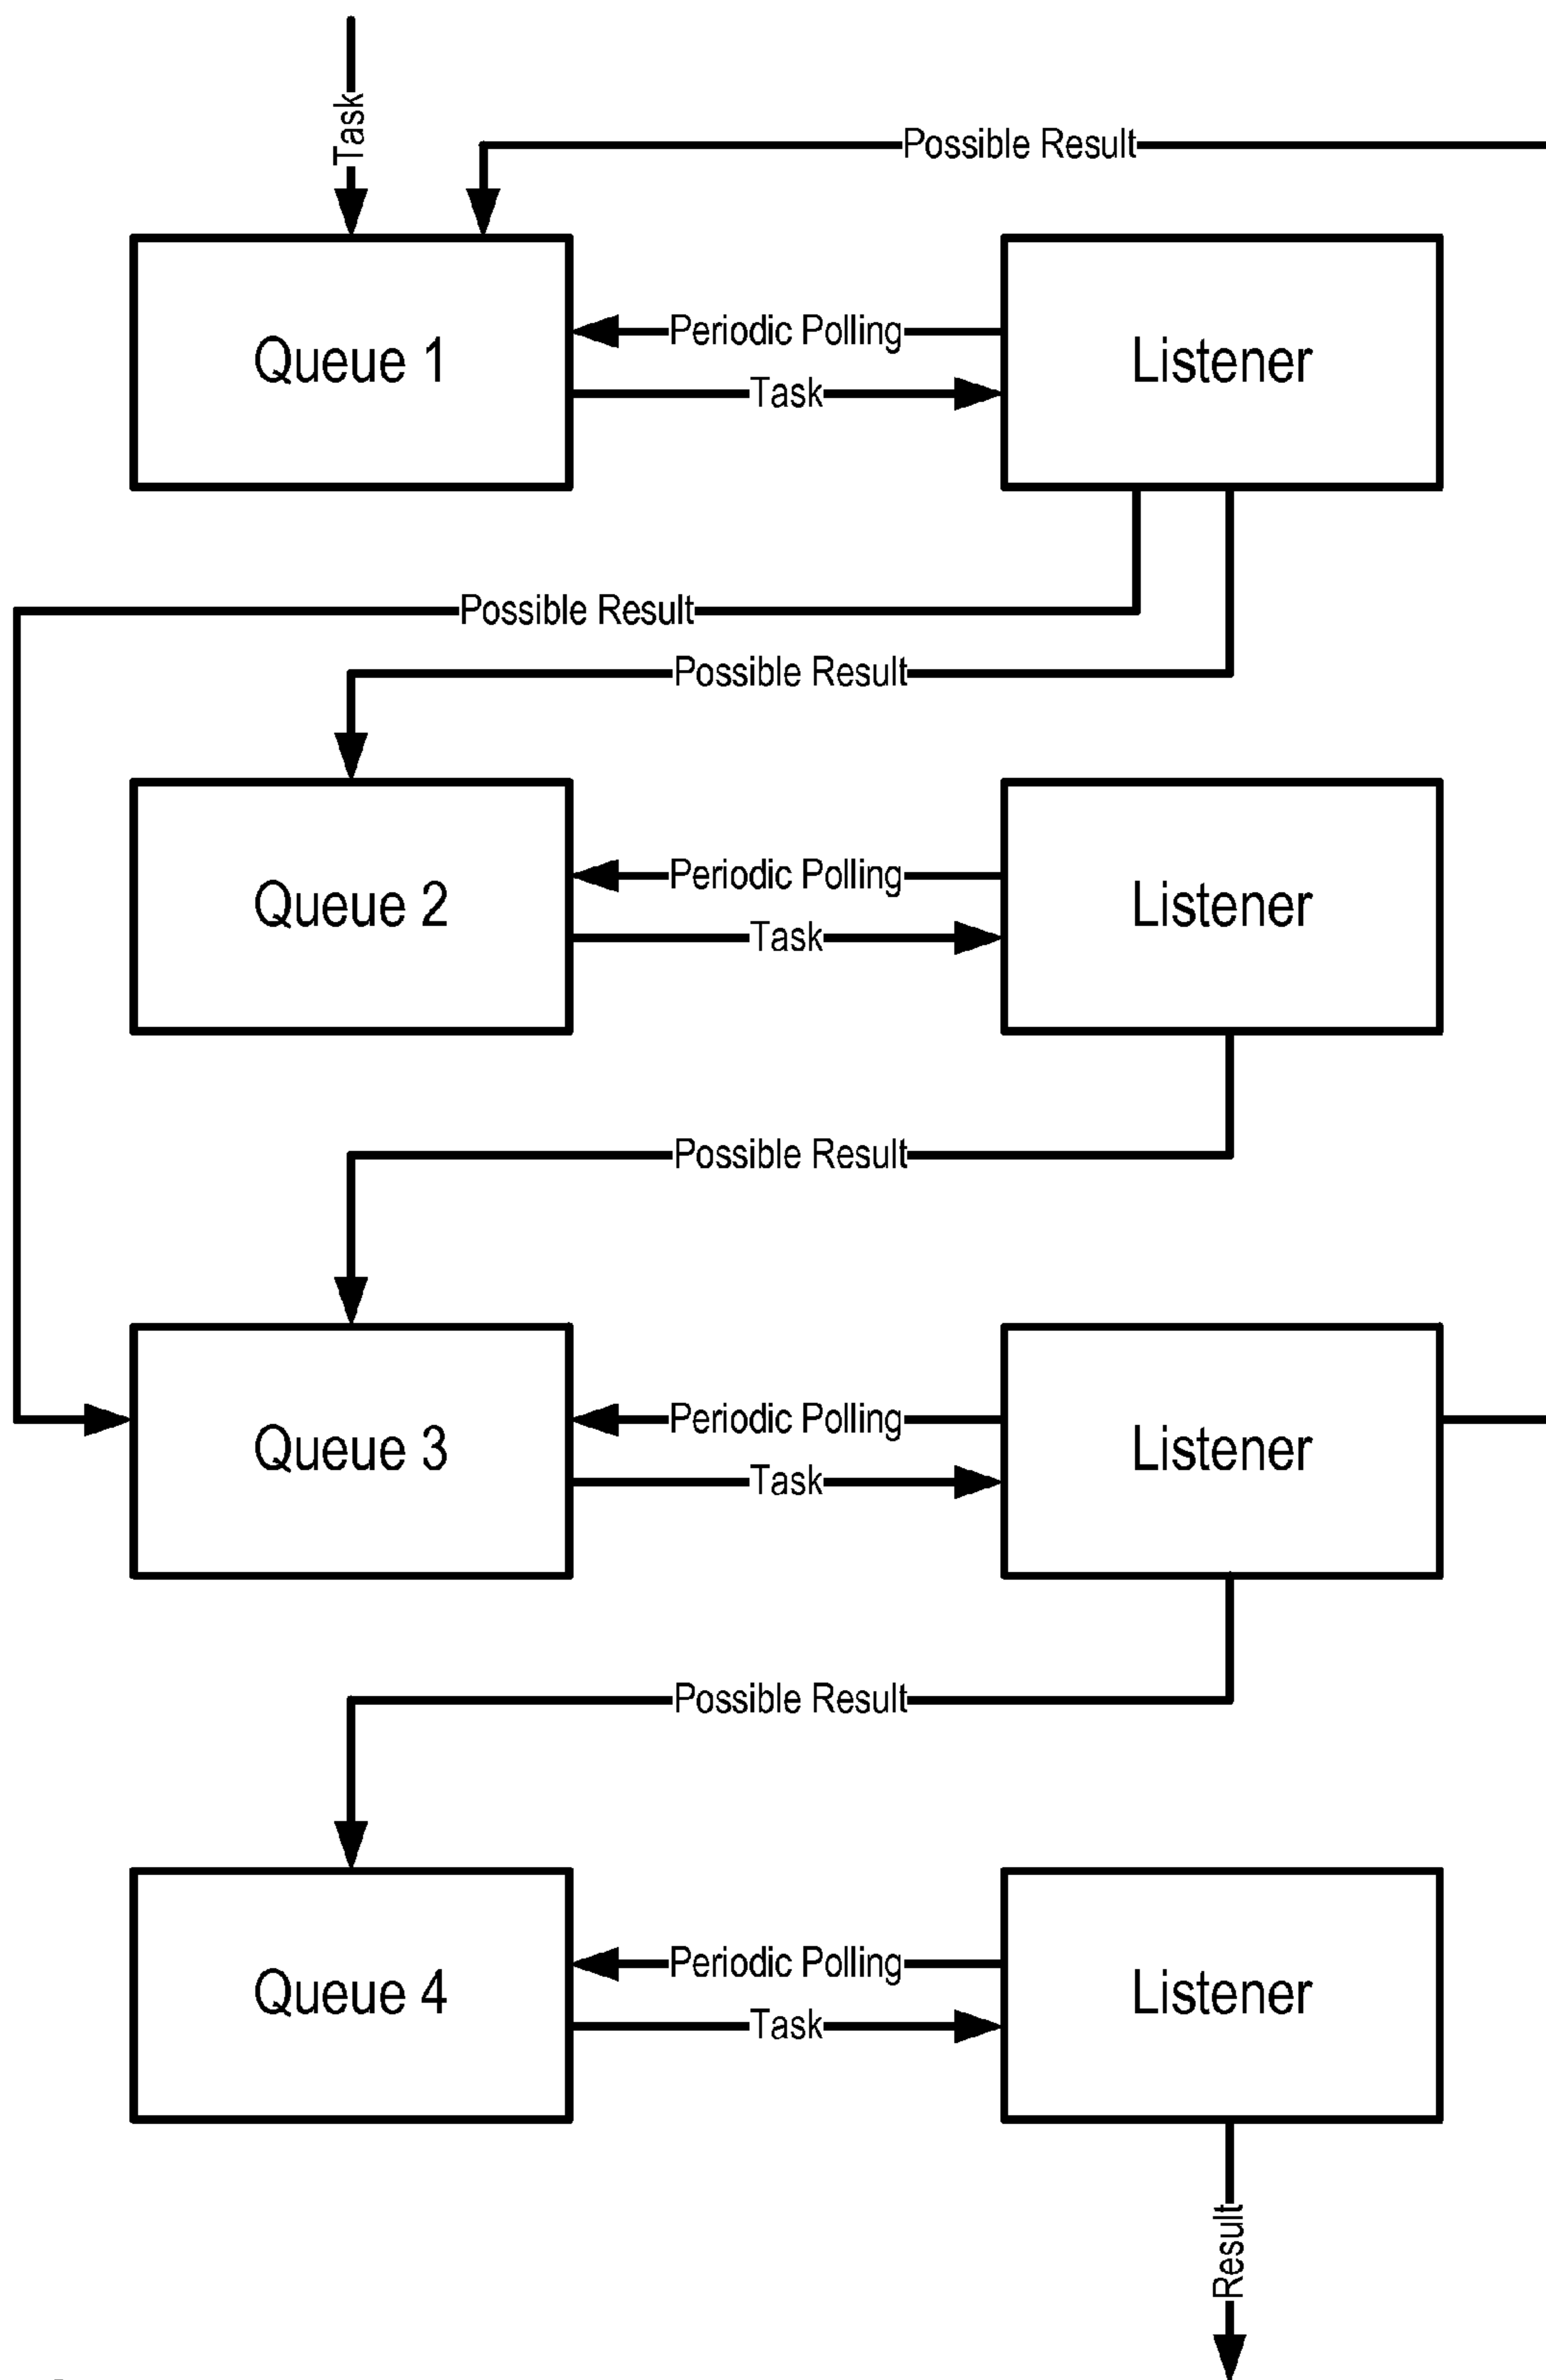 Task
Possible Result
Queue 1
Periodic Polling
Task
Listener
Possible Result
Possible Result
Queue 2
Periodic Polling
Task
Listener
Possible Result
Queue 3
Periodic Polling
Task
Listener
Possible Result
Queue 4
Periodic Polling
Task
Listener
Result